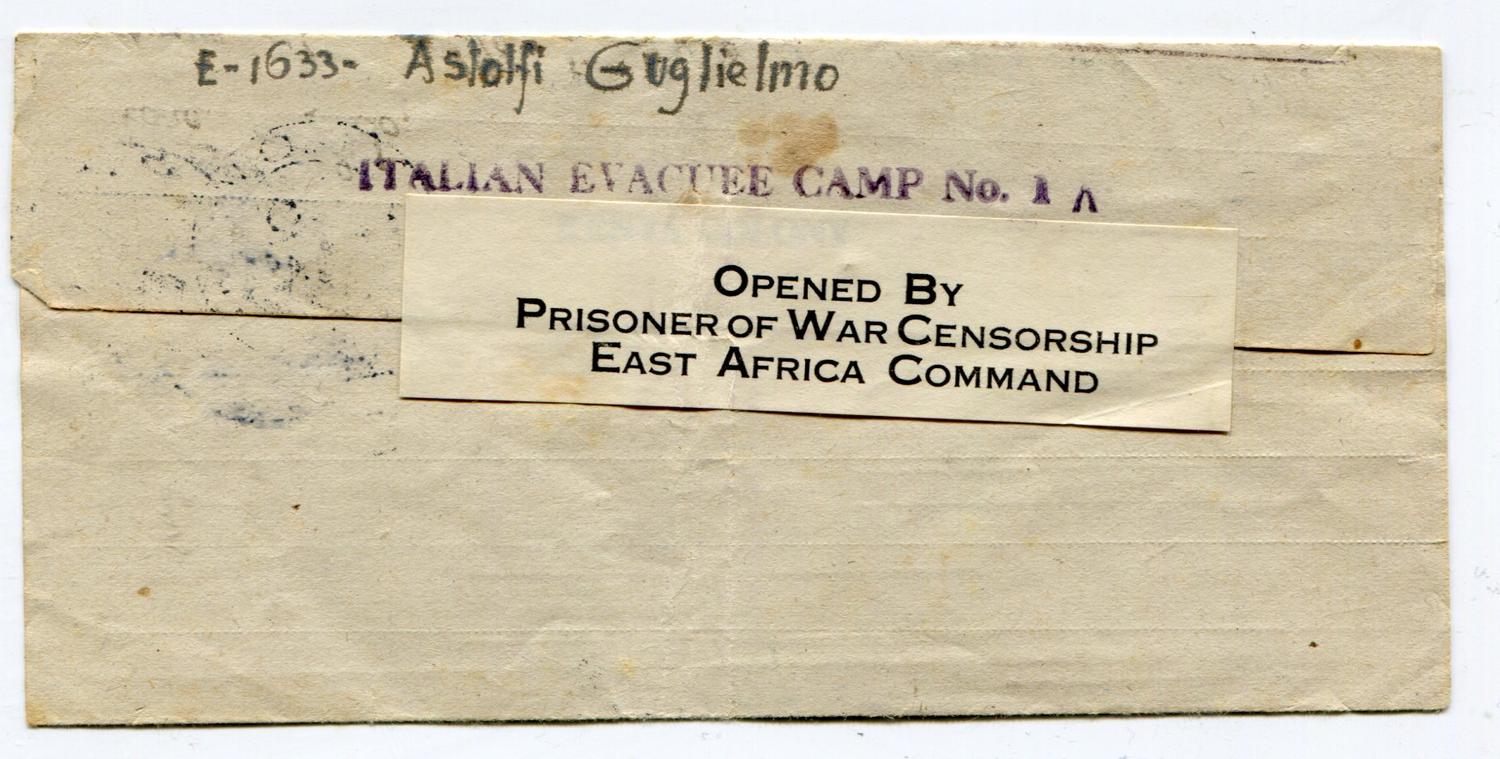 E-1633- Astolfi Guglielmo
ITALIAN EVACUEE CAMP No. 1 A
OPENED BY
PRISONER OF WAR CENSORSHIP
EAST AFRICA COMMAND